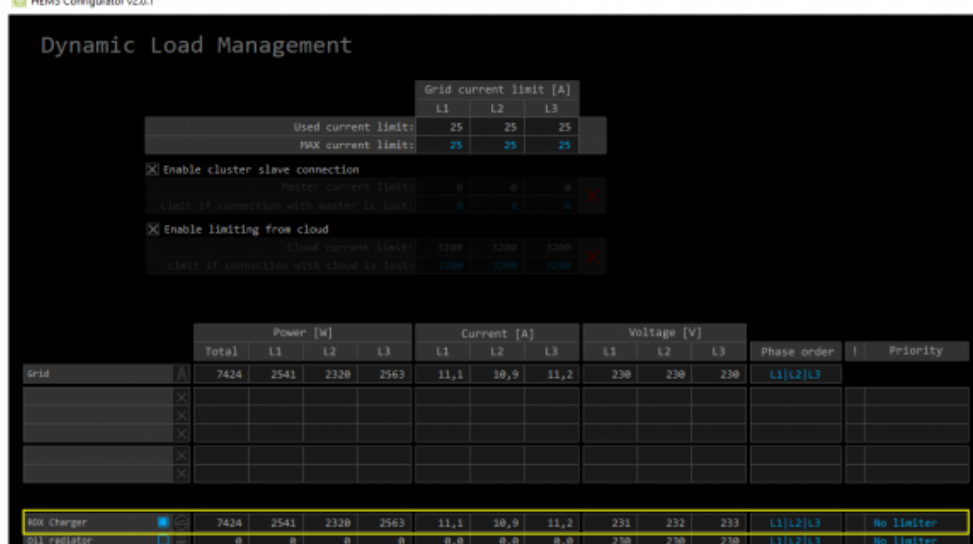 HEMS Configurator v2.0.1
Dynamic Load Management
Grid current limit [A]
L1 L2 L3
Used current limit: 25 25 25
MAX current limit: 25 25 25
Enable cluster slave connection
Master current limit: 0 0 0
Limit if connection with master is lost: 0 0 0
Enable limiting from cloud
Cloud current limit: 3200 3200 3200
Limit if connection with cloud is lost: 3200 3200 3200
Power [W] Current [A] Voltage [V]
Total L1 L2 L3 L1 L2 L3 L1 L2 L3 Phase order ! Priority
Grid 7424 2541 2320 2563 11,1 10,9 11,2 230 230 230 L1|L2|L3
RDX Charger 7424 2541 2320 2563 11,1 10,9 11,2 231 232 233 L1|L2|L3 No limiter
Oil radiator 0 0 0 0 0,0 0,0 0,0 230 230 230 L1|L2|L3 No limiter